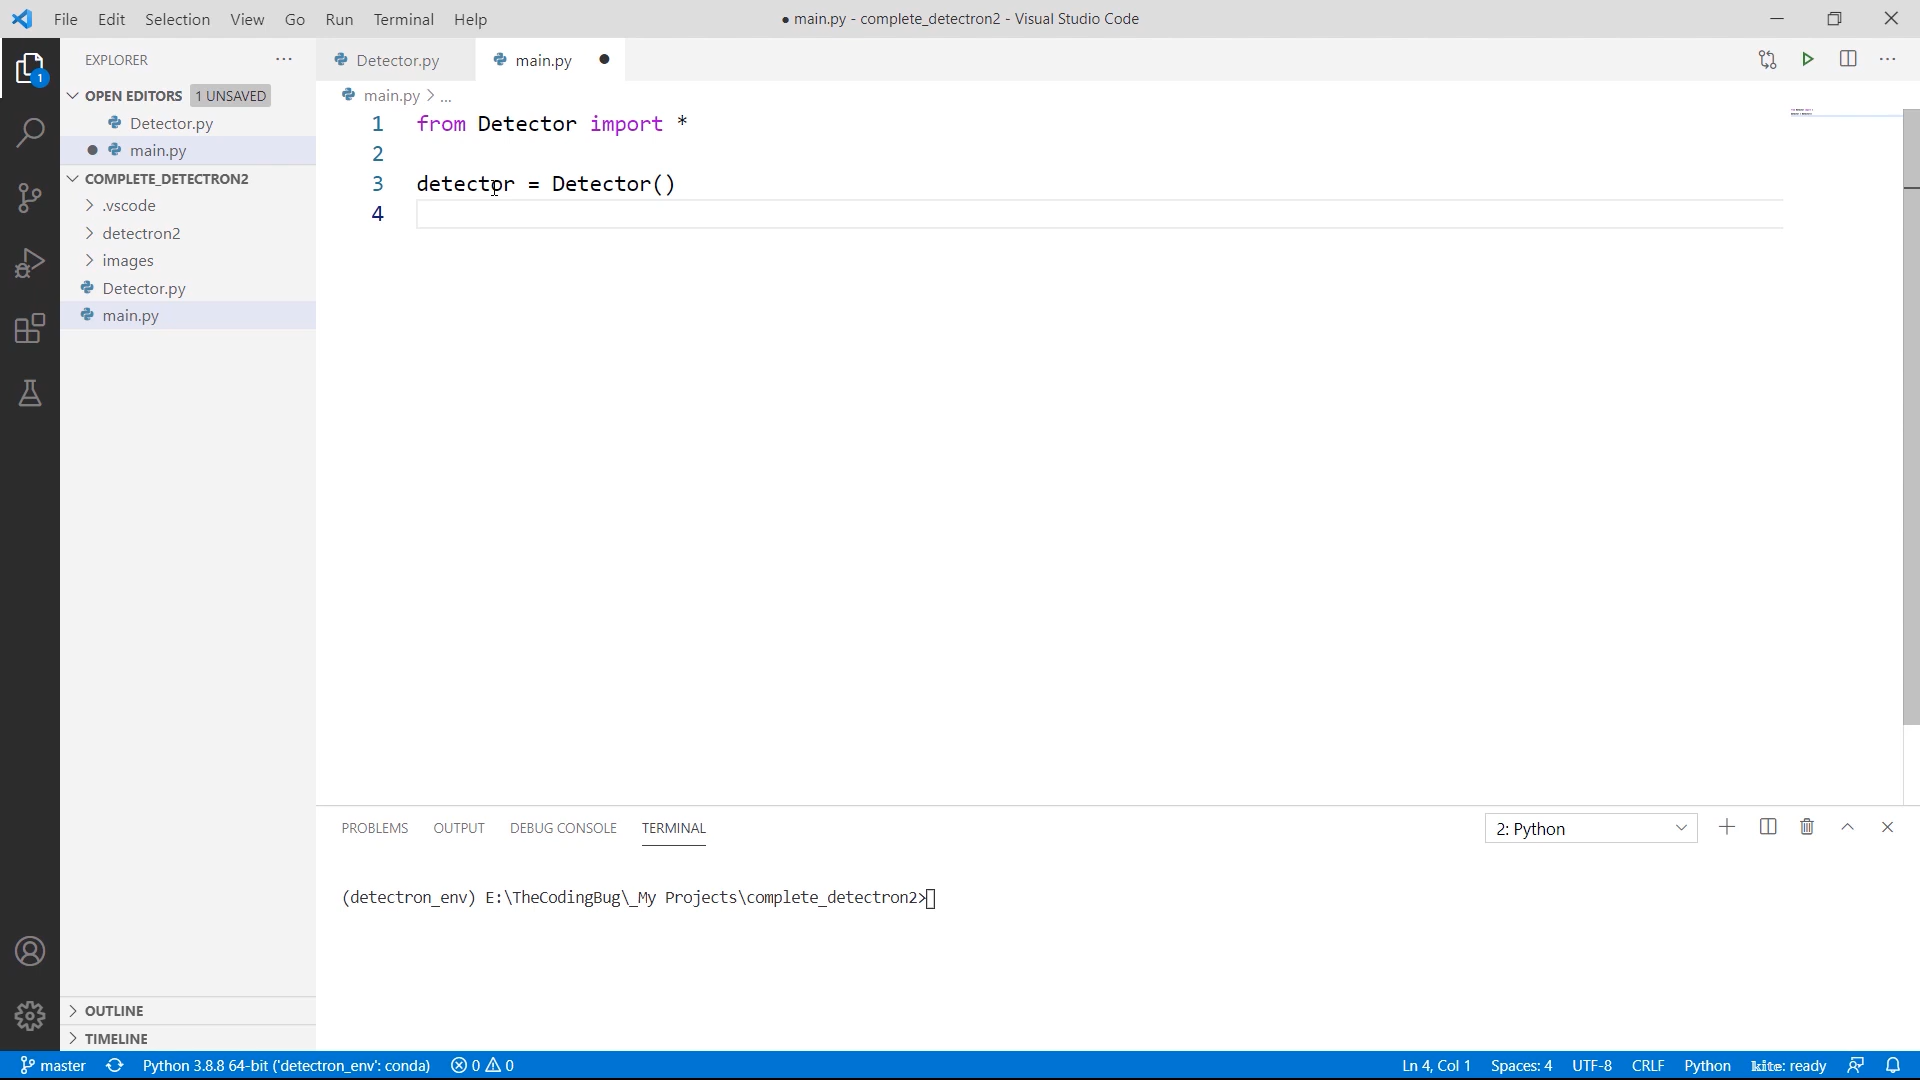 File Edit Selection View Go Run Terminal Help
● main.py - complete_detectron2 - Visual Studio Code
EXPLORER
Detector.py
main.py
1
OPEN EDITORS 1 UNSAVED
main.py > ...
Detector.py
main.py
COMPLETE_DETECTRON2
.vscode
detectron2
images
Detector.py
main.py
1 from Detector import *
2
3 detector = Detector()
4
PROBLEMS OUTPUT DEBUG CONSOLE TERMINAL
2: Python
(detectron_env) E:\TheCodingBug\_My Projects\complete_detectron2>
OUTLINE
TIMELINE
master Python 3.8.8 64-bit ('detectron_env': conda) 0 0 Ln 4, Col 1 Spaces: 4 UTF-8 CRLF Python kite: ready